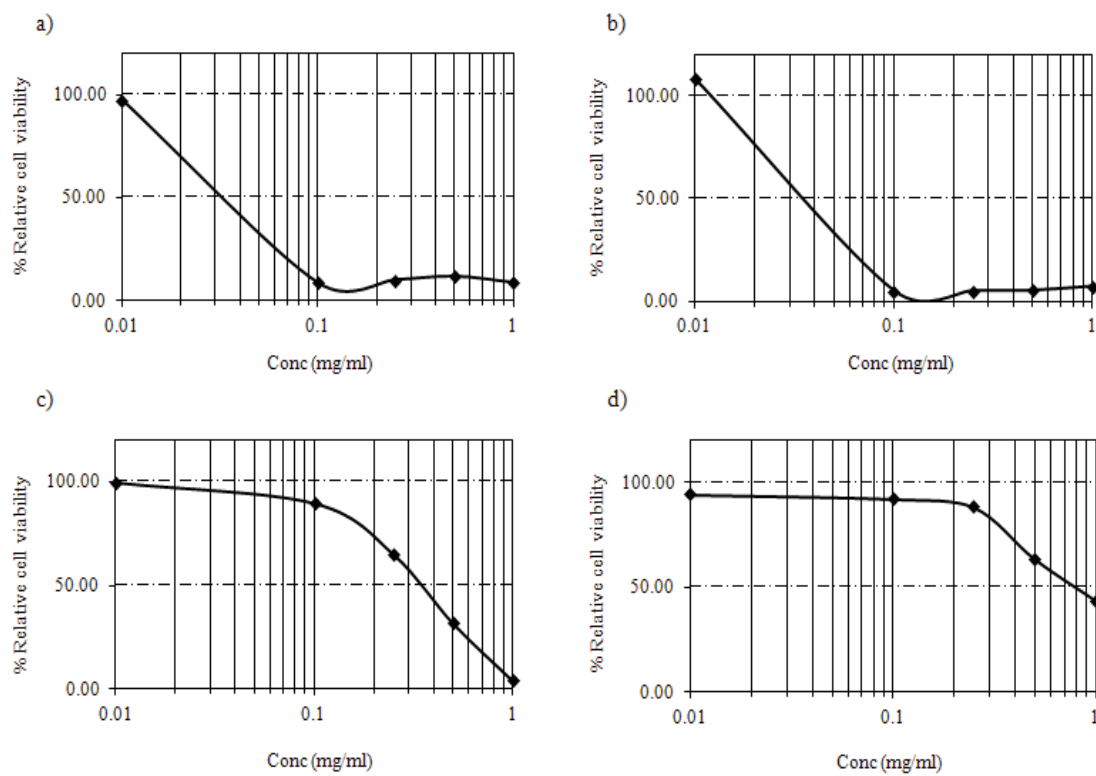 a)
% Relative cell viability
100.00
50.00
0.00
0.01 0.1 1
Conc (mg/ml)
b)
% Relative cell viability
100.00
50.00
0.00
0.01 0.1 1
Conc (mg/ml)
c)
% Relative cell viability
100.00
50.00
0.00
0.01 0.1 1
Conc (mg/ml)
d)
% Relative cell viability
100.00
50.00
0.00
0.01 0.1 1
Conc (mg/ml)